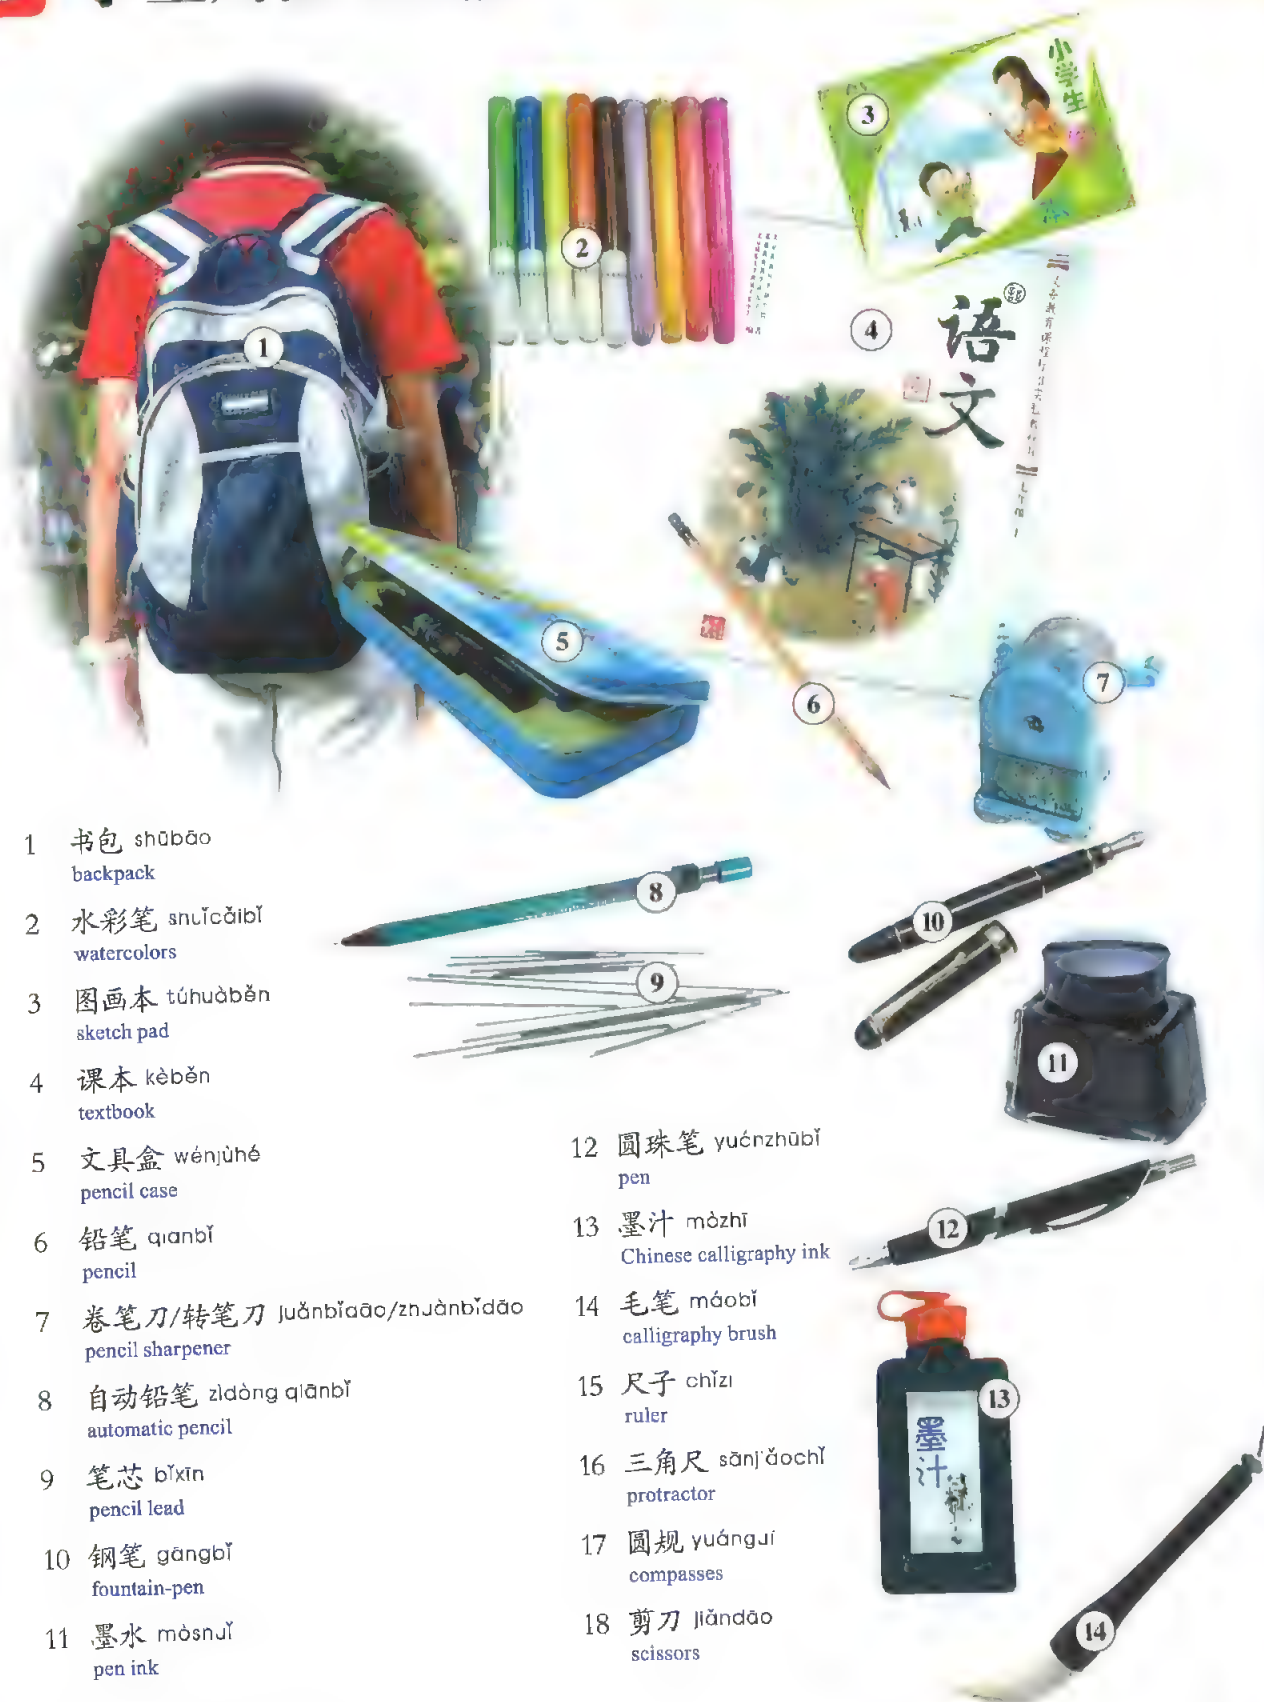 小学生
语文
1 书包 shūbāo
backpack
2 水彩笔 shuǐcǎibǐ
watercolors
3 图画本 túhuàběn
sketch pad
4 课本 kèběn
textbook
5 文具盒 wénjùhé
pencil case
6 铅笔 qianbǐ
pencil
7 卷笔刀/转笔刀 juǎnbǐdāo/zhuànbǐdāo
pencil sharpener
8 自动铅笔 zìdòng qiānbǐ
automatic pencil
9 笔芯 bǐxīn
pencil lead
10 钢笔 gāngbǐ
fountain-pen
11 墨水 mòshuǐ
pen ink
12 圆珠笔 yuánzhūbǐ
pen
13 墨汁 mòzhī
Chinese calligraphy ink
14 毛笔 máobǐ
calligraphy brush
15 尺子 chǐzi
ruler
16 三角尺 sānjiǎochǐ
protractor
17 圆规 yuánguī
compasses
18 剪刀 jiǎndāo
scissors
墨汁